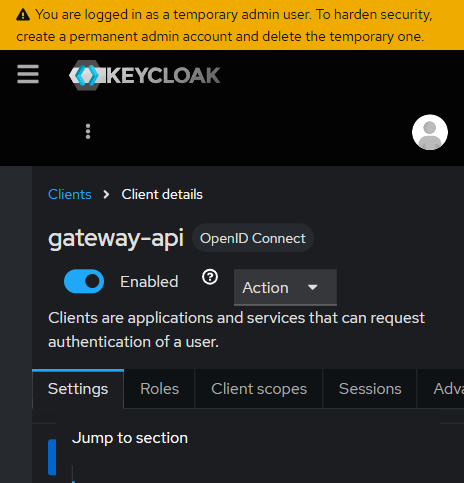 You are logged in as a temporary admin user. To harden security,
create a permanent admin account and delete the temporary one.
KEYCLOAK
Clients > Client details
gateway-api OpenID Connect
Enabled Action
Clients are applications and services that can request
authentication of a user.
Settings Roles Client scopes Sessions Adva
Jump to section